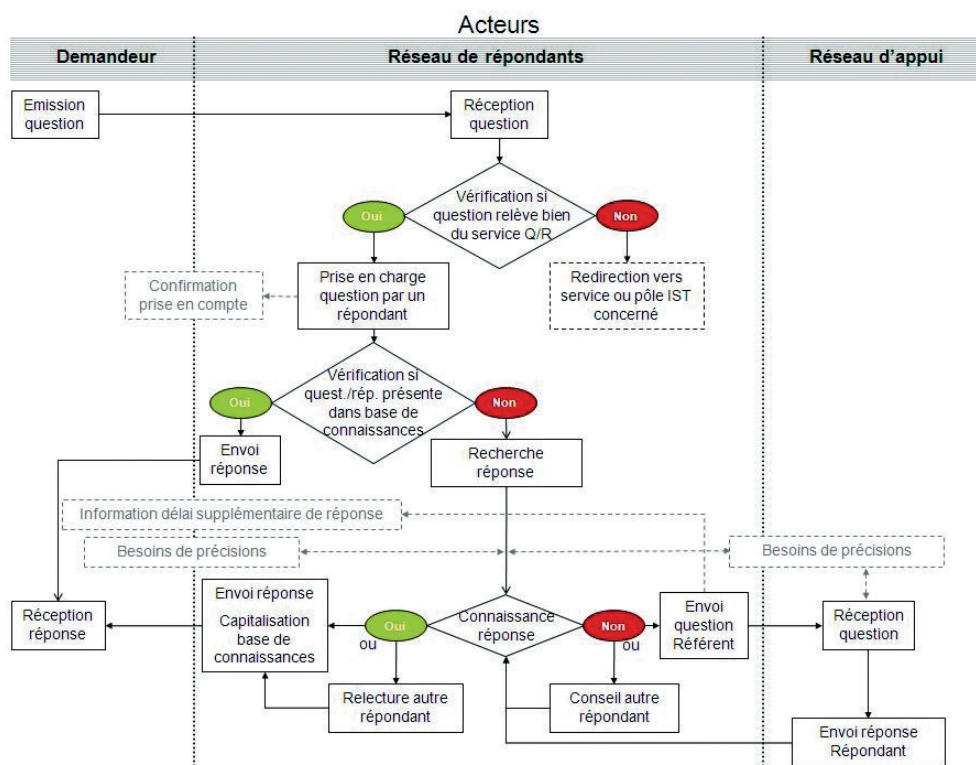 Acteurs
Demandeur
Réseau de répondants
Réseau d'appui
Emission
question
Réception
question
Vérification si
question relève bien
du service Q/R
Oui
Non
Prise en charge
question par un
répondant
Redirection vers
service ou pôle IST
concerné
Confirmation
prise en compte
Vérification si
quest./rép. présente
dans base de
connaissances
Oui
Non
Envoi
réponse
Recherche
réponse
Information délai supplémentaire de réponse
Besoins de précisions
Besoins de précisions
Réception
réponse
Envoi réponse
Capitalisation
base de
connaissances
Oui
ou
Connaissance
réponse
Non
ou
Envoi
question
Référent
Réception
question
Relecture autre
répondant
Conseil autre
répondant
Envoi réponse
Répondant